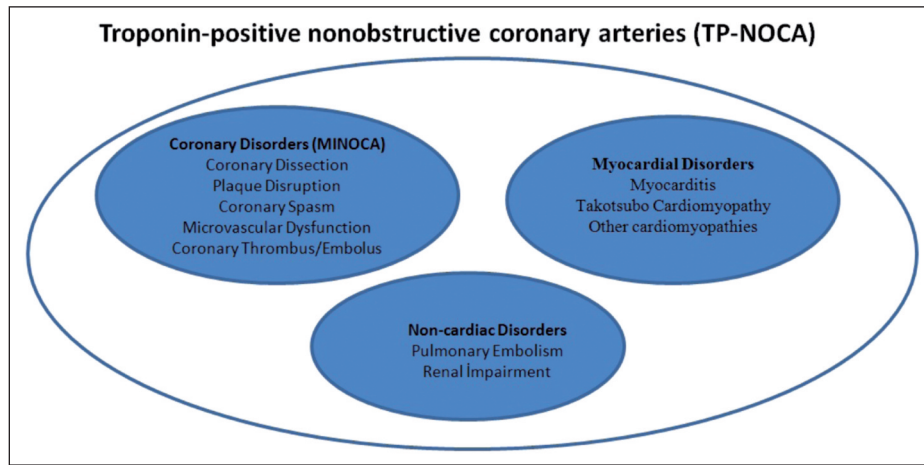 Troponin-positive nonobstructive coronary arteries (TP-NOCA)
Coronary Disorders (MINOCA)
Coronary Dissection
Plaque Disruption
Coronary Spasm
Microvascular Dysfunction
Coronary Thrombus/Embolus
Myocardial Disorders
Myocarditis
Takotsubo Cardiomyopathy
Other cardiomyopathies
Non-cardiac Disorders
Pulmonary Embolism
Renal İmpairment